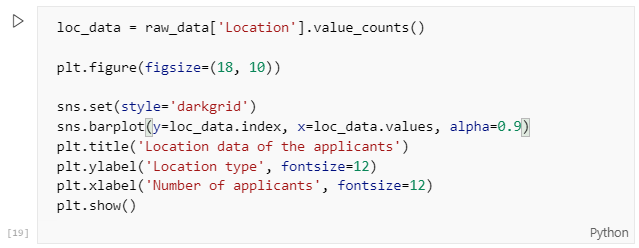 loc_data = raw_data['Location'].value_counts()
plt.figure(figsize=(18, 10))
sns.set(style='darkgrid')
sns.barplot(y=loc_data.index, x=loc_data.values, alpha=0.9)
plt.title('Location data of the applicants')
plt.ylabel('Location type', fontsize=12)
plt.xlabel('Number of applicants', fontsize=12)
plt.show()
[19]
Python